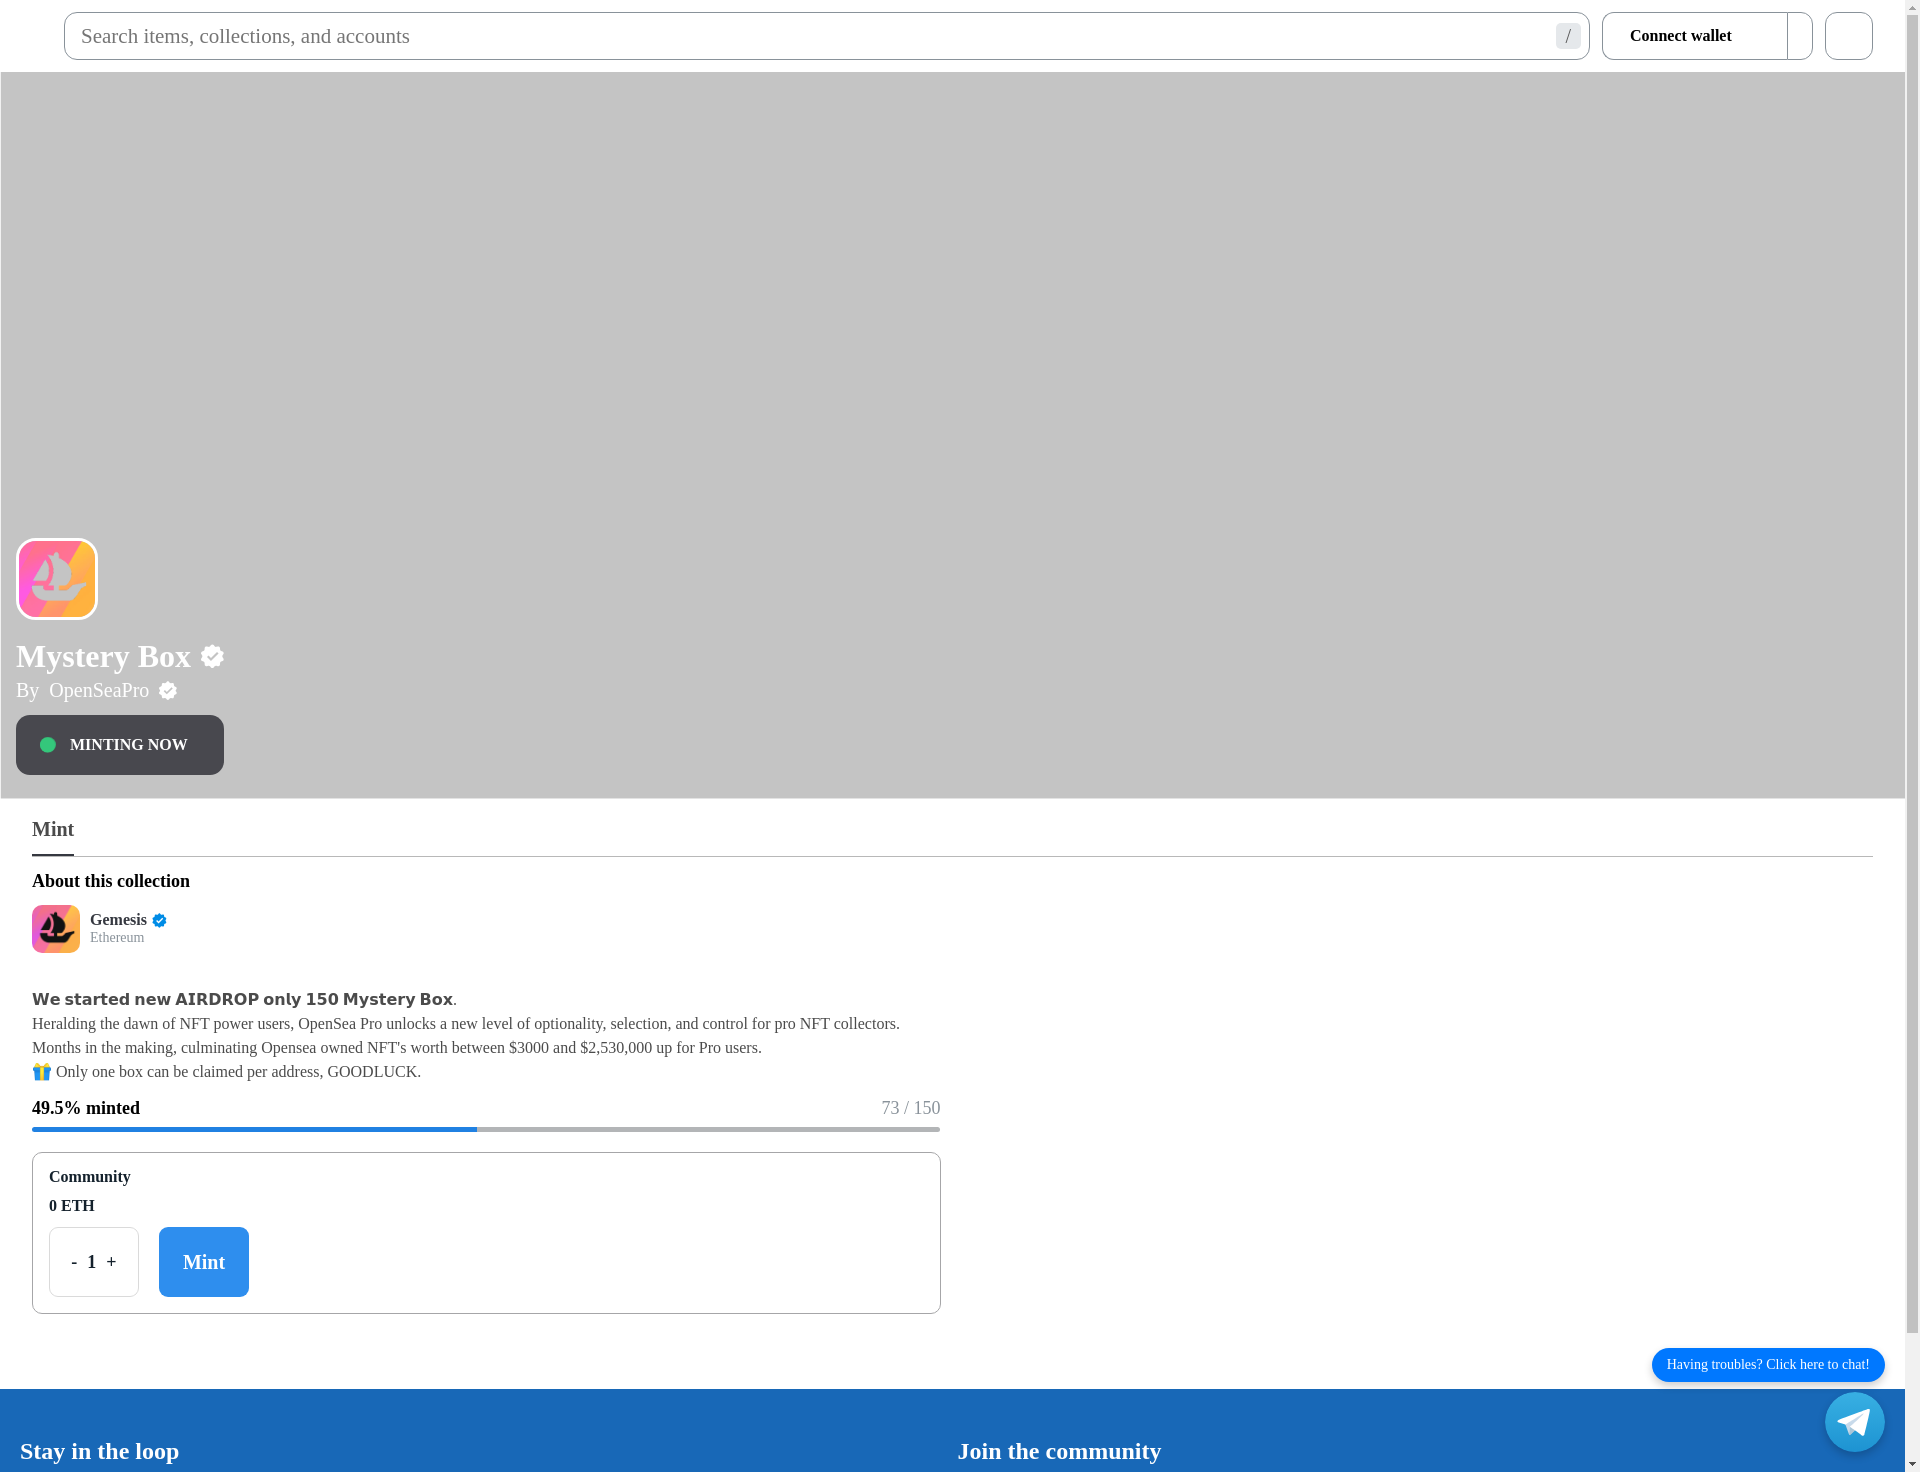 Search items, collections, and accounts
/
Connect wallet
Mystery Box
By OpenSeaPro
MINTING NOW
Mint
About this collection
Gemesis
Ethereum
We started new AIRDROP only 150 Mystery Box.
Heralding the dawn of NFT power users, OpenSea Pro unlocks a new level of optionality, selection, and control for pro NFT collectors.
Months in the making, culminating Opensea owned NFT's worth between $3000 and $2,530,000 up for Pro users.
🎁 Only one box can be claimed per address, GOODLUCK.
49.5% minted
73 / 150
Community
0 ETH
- 1 +
Mint
Having troubles? Click here to chat!
Stay in the loop
Join the community